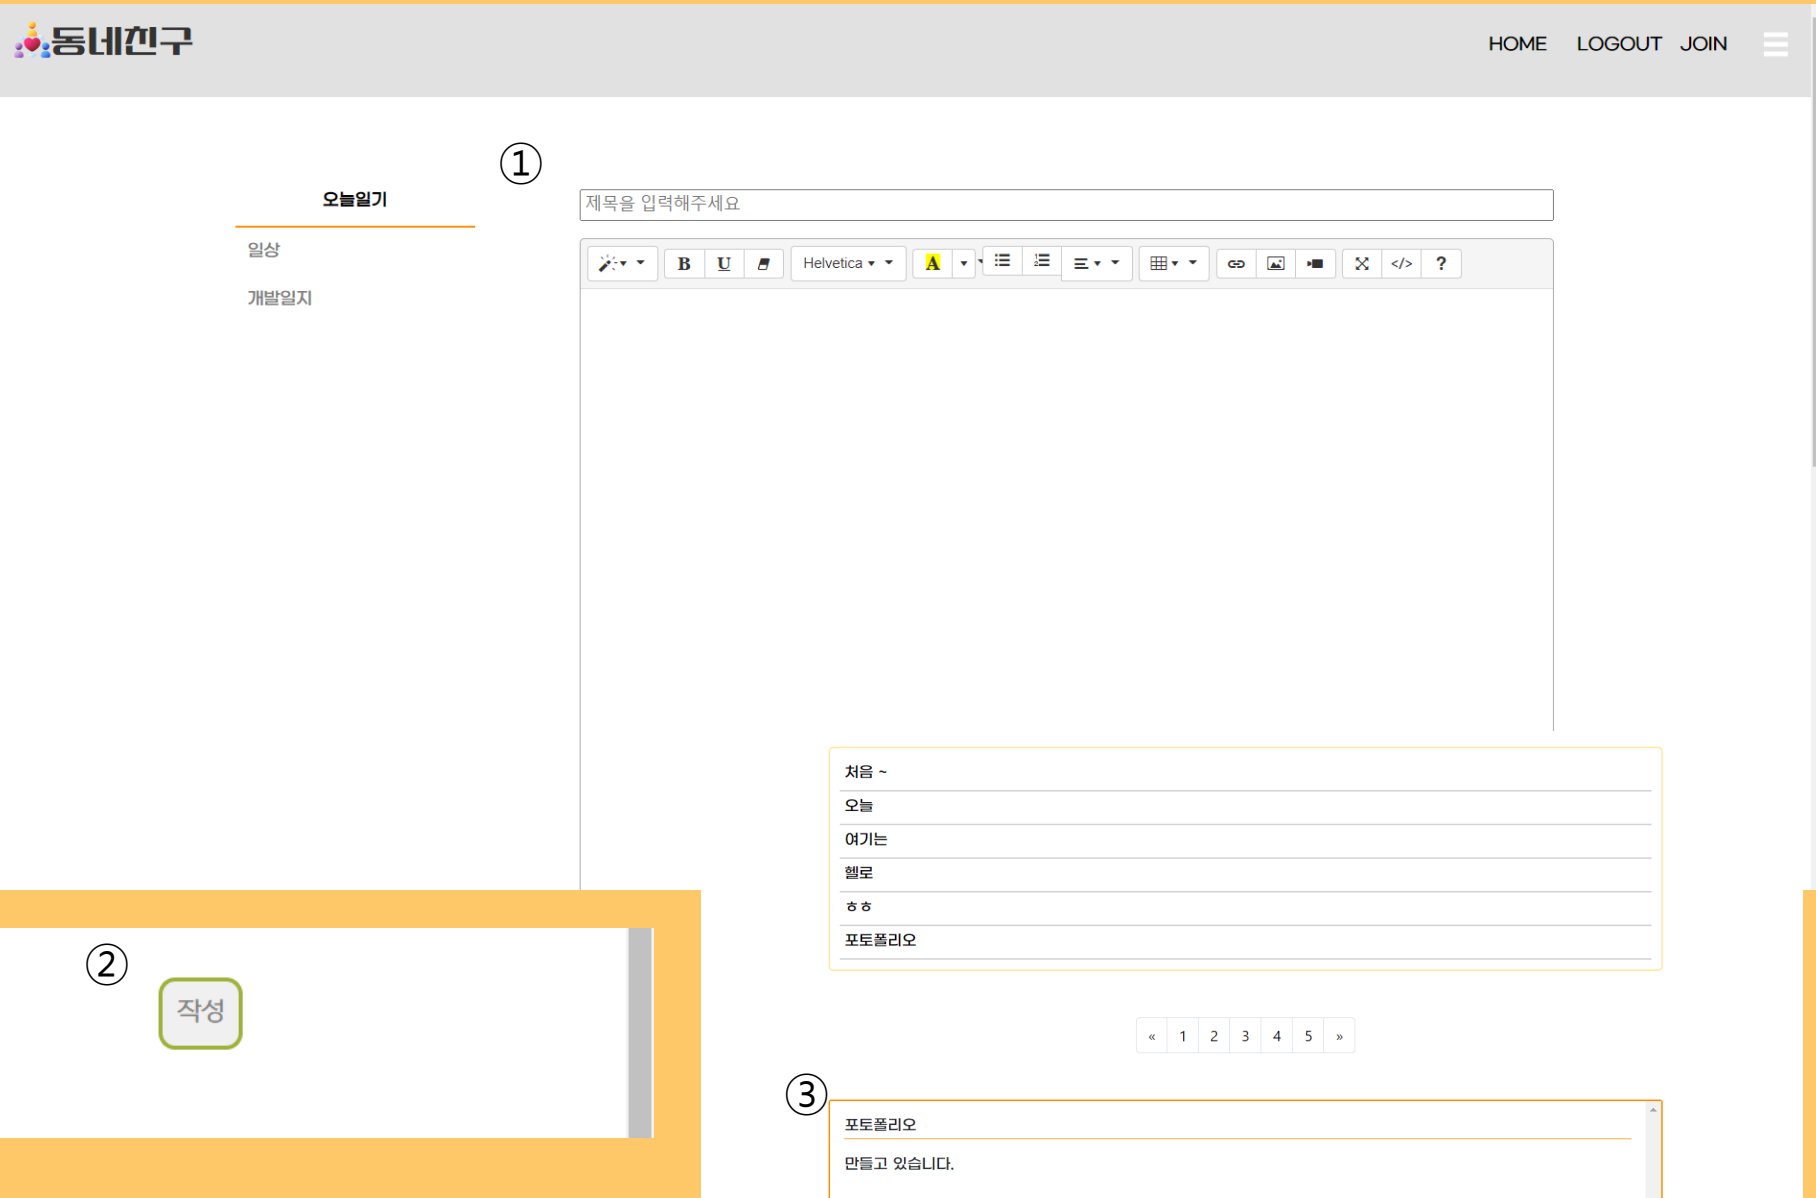 동네친구
HOME LOGOUT JOIN
①
오늘일기
일상
개발일지
제목을 입력해주세요
B U Helvetica A </> ?
처음 ~
오늘
여기는
헬로
ㅎㅎ
포토폴리오
②
작성
« 1 2 3 4 5 »
③
포토폴리오
만들고 있습니다.